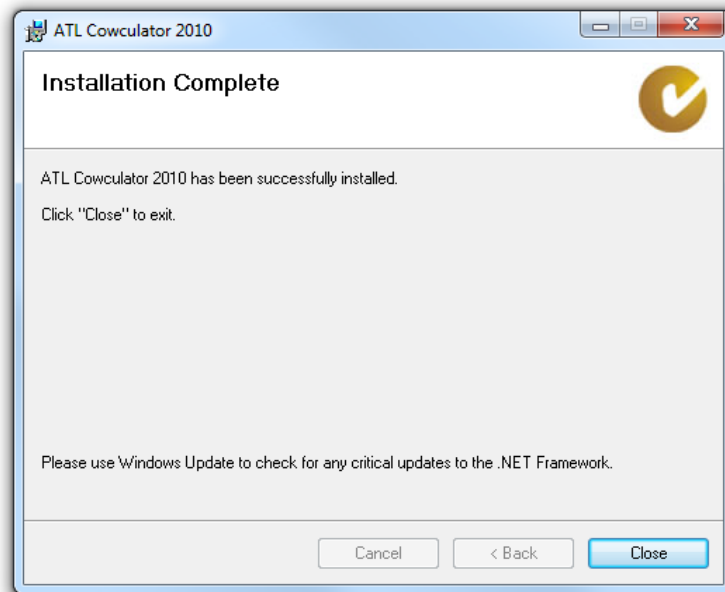 ATL Cowculator 2010
Installation Complete
ATL Cowculator 2010 has been successfully installed.
Click "Close" to exit.
Please use Windows Update to check for any critical updates to the .NET Framework.
Cancel
< Back
Close